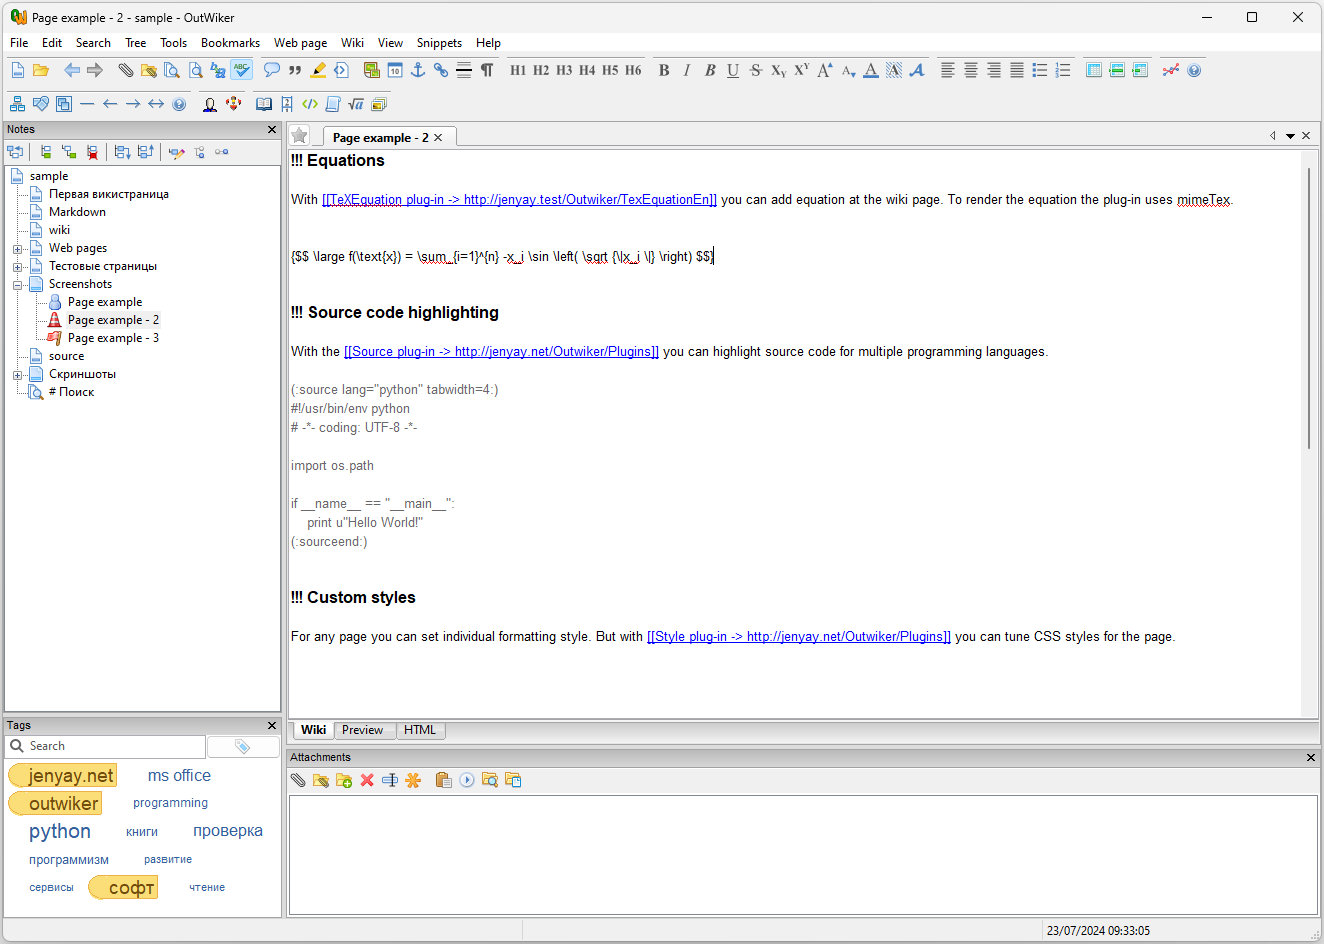 Page example - 2 - sample - OutWiker
File Edit Search Tree Tools Bookmarks Web page Wiki View Snippets Help
H1 H2 H3 H4 H5 H6 B I B U S
Notes
sample
Первая викистраница
Markdown
wiki
Web pages
Тестовые страницы
Screenshots
Page example
Page example - 2
Page example - 3
source
Скриншоты
# Поиск
Tags
Search
jenyay.net ms office
outwiker programming
python книги проверка
программизм развитие
сервисы софт чтение
Page example - 2
!!! Equations
With [[TeXEquation plug-in -> http://jenyay.test/Outwiker/TexEquationEn]] you can add equation at the wiki page. To render the equation the plug-in uses mimeTex.
{$$ \large f(\text{x}) = \sum_{i=1}^{n} -x_i \sin \left( \sqrt {\|x_i \|} \right) $$}
!!! Source code highlighting
With the [[Source plug-in -> http://jenyay.net/Outwiker/Plugins]] you can highlight source code for multiple programming languages.
(:source lang="python" tabwidth=4:)
#!/usr/bin/env python
# -*- coding: UTF-8 -*-
import os.path
if __name__ == "__main__":
print u"Hello World!"
(:sourceend:)
!!! Custom styles
For any page you can set individual formatting style. But with [[Style plug-in -> http://jenyay.net/Outwiker/Plugins]] you can tune CSS styles for the page.
Wiki Preview HTML
Attachments
23/07/2024 09:33:05